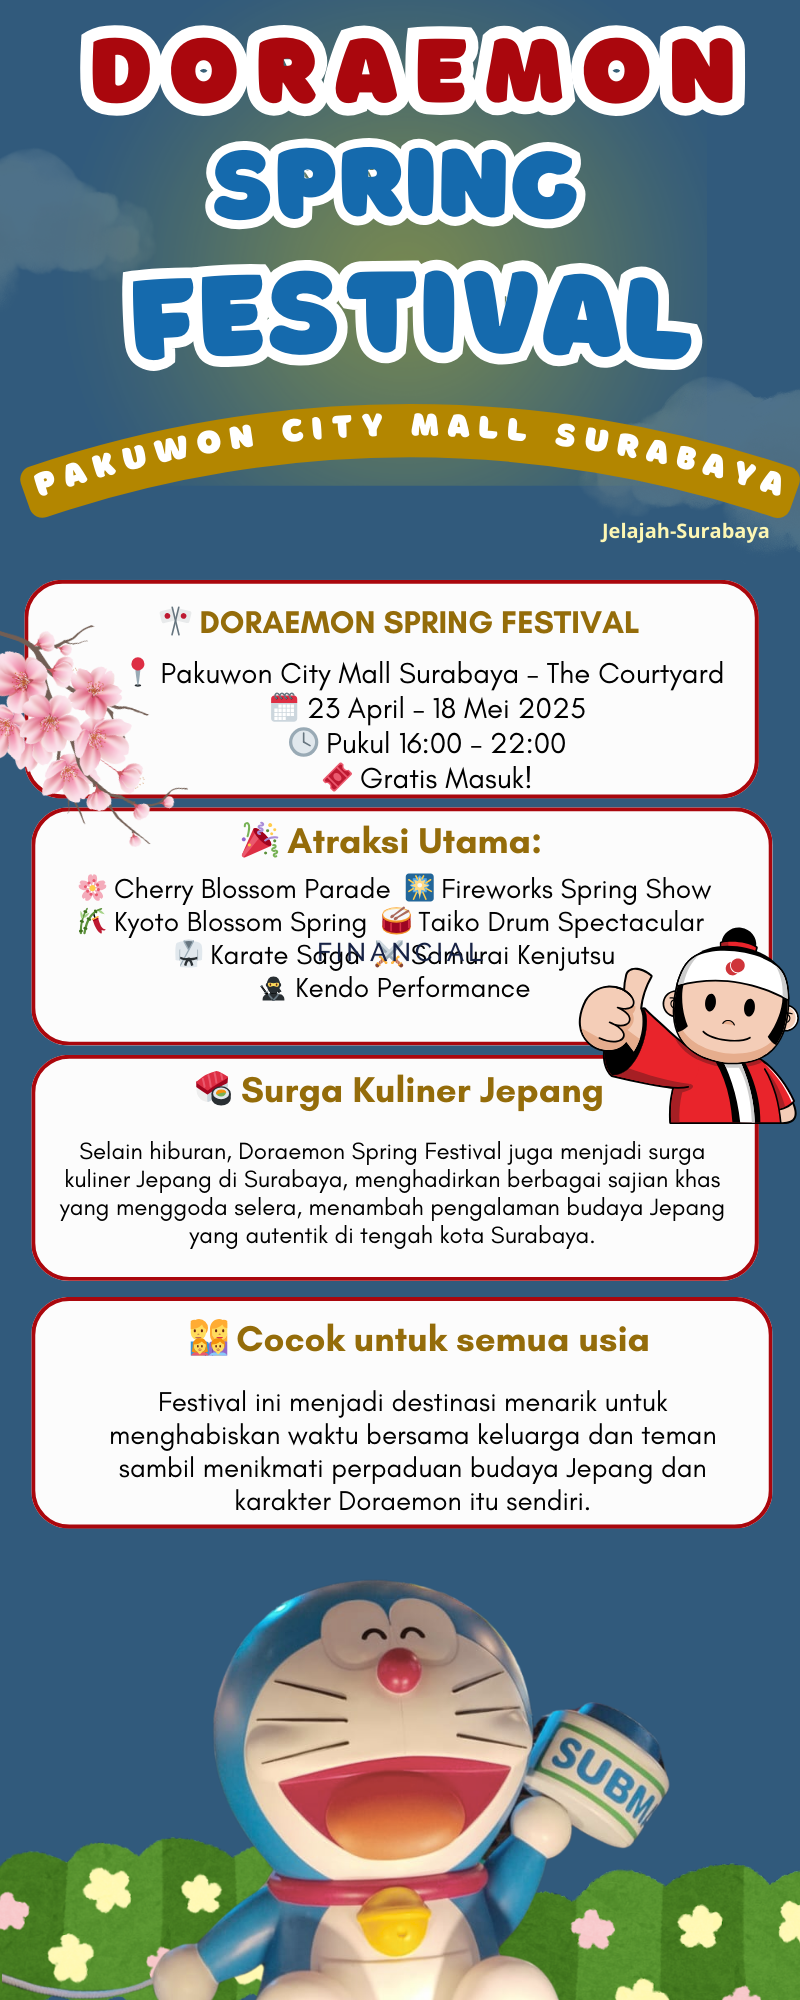 DORAEMON
SPRING
FESTIVAL
PAKUWON CITY MALL SURABAYA
Jelajah-Surabaya
🎌 DORAEMON SPRING FESTIVAL
📍 Pakuwon City Mall Surabaya – The Courtyard
🗓️ 23 April – 18 Mei 2025
🕓 Pukul 16:00 – 22:00
🎟️ Gratis Masuk!
🎉 Atraksi Utama:
🌸 Cherry Blossom Parade 🎇 Fireworks Spring Show
🎋 Kyoto Blossom Spring 🥁 Taiko Drum Spectacular
🥋 Karate Saga ⚔️ Samurai Kenjutsu
FINANCIAL
🥷 Kendo Performance
🍣 Surga Kuliner Jepang
Selain hiburan, Doraemon Spring Festival juga menjadi surga
kuliner Jepang di Surabaya, menghadirkan berbagai sajian khas
yang menggoda selera, menambah pengalaman budaya Jepang
yang autentik di tengah kota Surabaya.
👨‍👩‍👧‍👦 Cocok untuk semua usia
Festival ini menjadi destinasi menarik untuk
menghabiskan waktu bersama keluarga dan teman
sambil menikmati perpaduan budaya Jepang dan
karakter Doraemon itu sendiri.
SUBMA